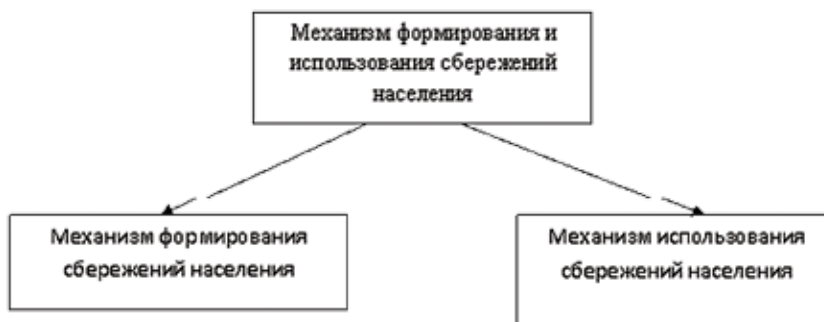 Механизм формирования и
использования сбережений
населения
Механизм формирования
сбережений населения
Механизм использования
сбережений населения